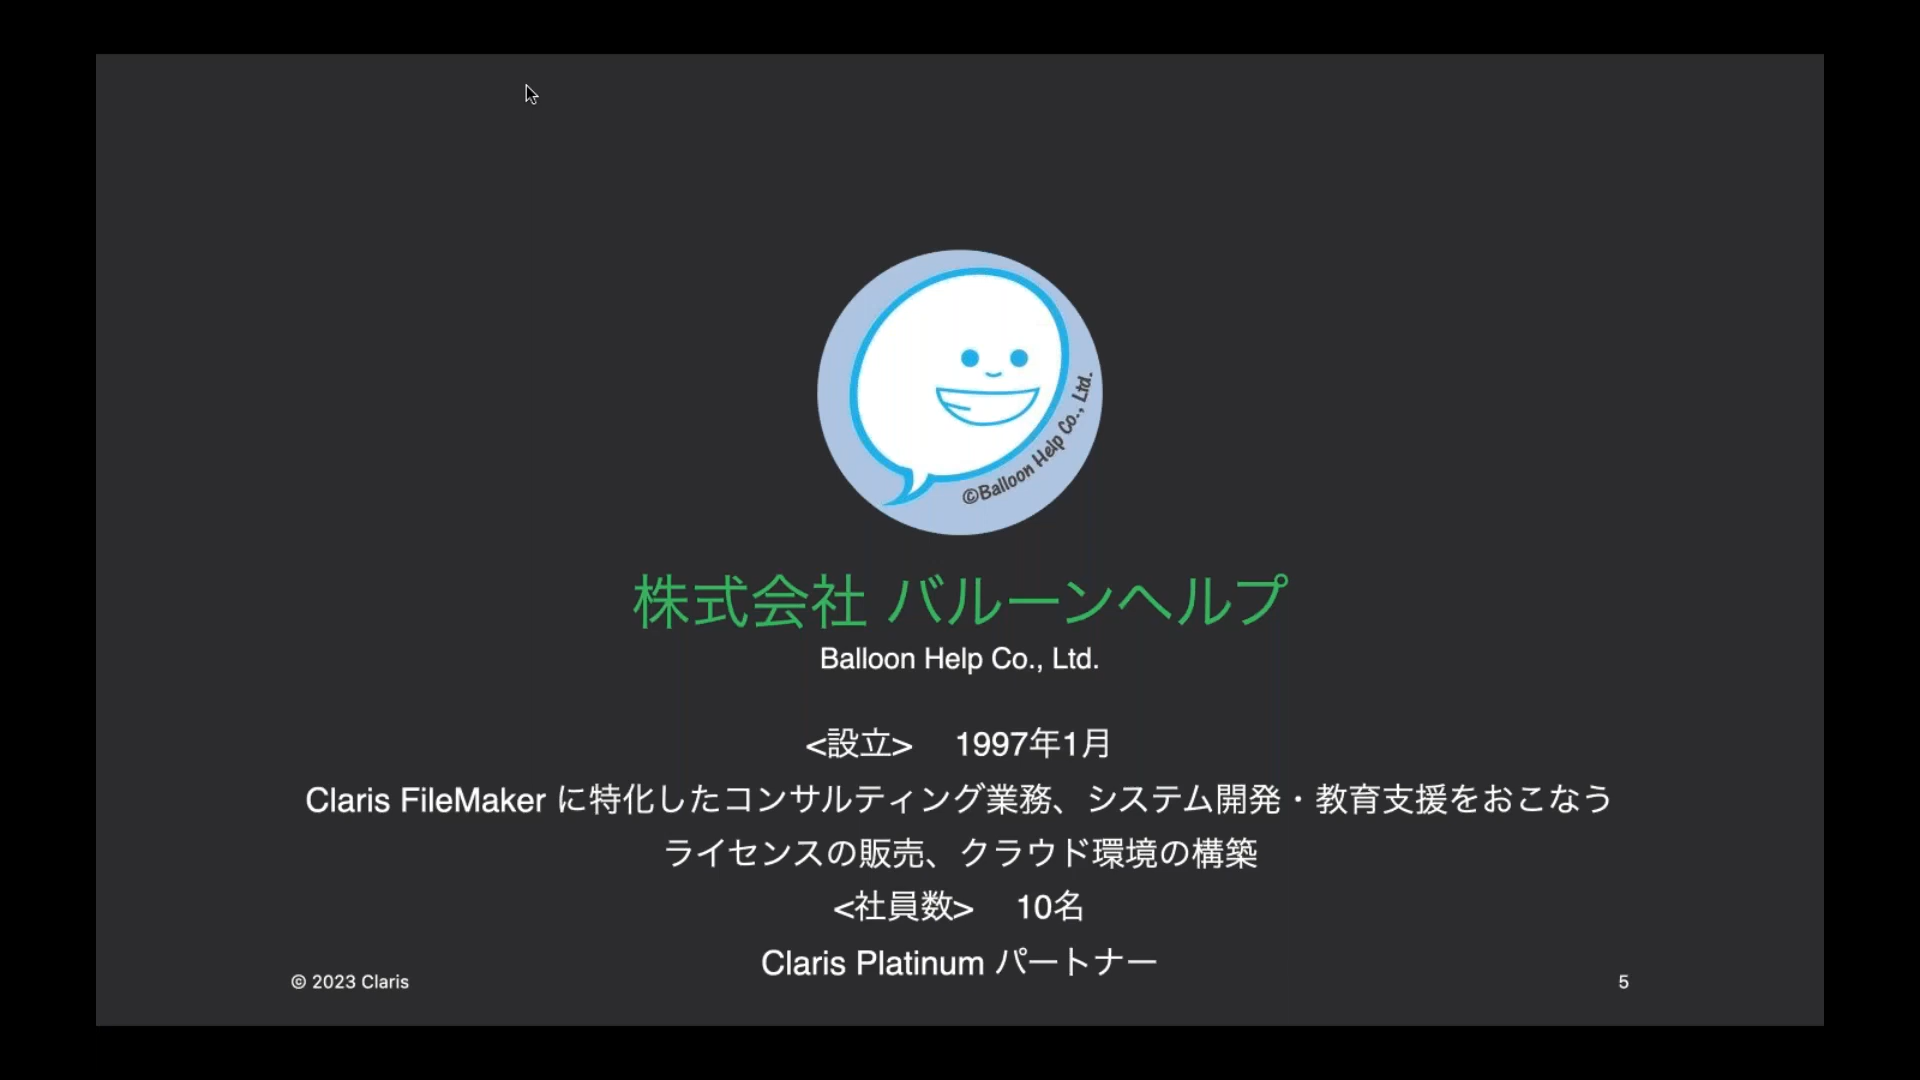 ©Balloon Help Co., Ltd.
株式会社 バルーンヘルプ
Balloon Help Co., Ltd.
<設立>　1997年1月
Claris FileMaker に特化したコンサルティング業務、システム開発・教育支援をおこなう
ライセンスの販売、クラウド環境の構築
<社員数>　10名
Claris Platinum パートナー
© 2023 Claris
5